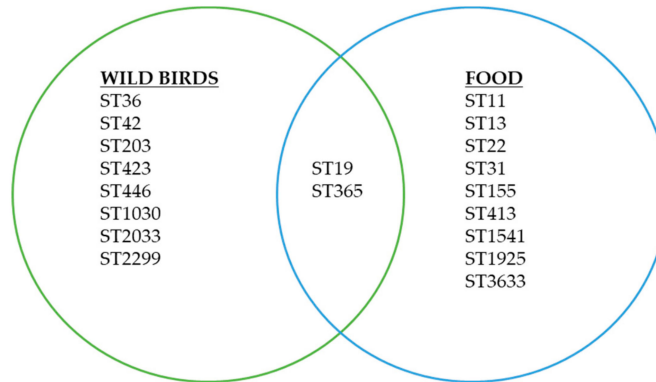 WILD BIRDS
ST36
ST42
ST203
ST423
ST446
ST1030
ST2033
ST2299
ST19
ST365
FOOD
ST11
ST13
ST22
ST31
ST155
ST413
ST1541
ST1925
ST3633